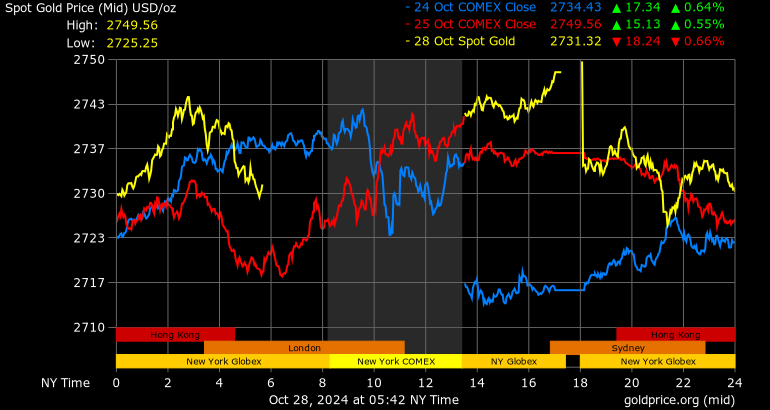 Spot Gold Price (Mid) USD/oz
High: 2749.56
Low: 2725.25
- 24 Oct COMEX Close 2734.43 ▲ 17.34 ▲ 0.64%
- 25 Oct COMEX Close 2749.56 ▲ 15.13 ▲ 0.55%
- 28 Oct Spot Gold 2731.32 ▼ 18.24 ▼ 0.66%
2750
2743
2737
2730
2723
2717
2710
Hong Kong Hong Kong
London Sydney
New York Globex New York COMEX NY Globex New York Globex
NY Time 0 2 4 6 8 10 12 14 16 18 20 22 24
Oct 28, 2024 at 05:42 NY Time goldprice.org (mid)